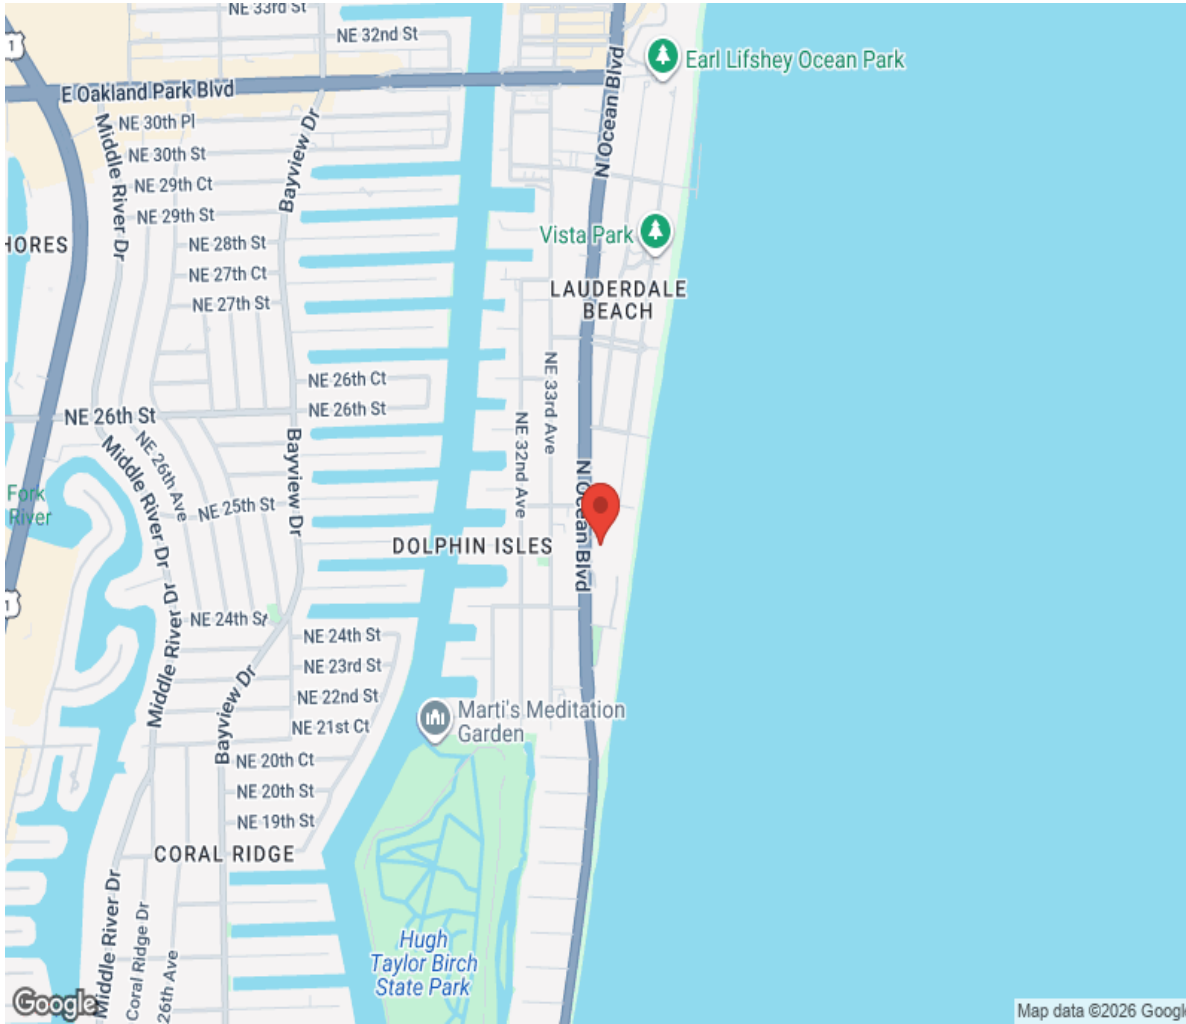 NE 33rd St
NE 32nd St
N Ocean Blvd
Earl Lifshey Ocean Park
E Oakland Park Blvd
NE 30th Pl
Middle River Dr
Bayview Dr
NE 30th St
NE 29th Ct
NE 29th St
Vista Park
NE 28th St
HORES
NE 27th Ct
LAUDERDALE
BEACH
NE 27th St
NE 33rd Ave
NE 26th Ct
NE 26th St
NE 26th St
NE 32nd Ave
Middle River Dr
NE 26th Ave
Bayview Dr
N Ocean Blvd
Fork
River
NE 25th St
DOLPHIN ISLES
Dr
NE 24th St
NE 24th St
Middle River Dr
NE 23rd St
Bayview Dr
NE 22nd St
Marti's Meditation
Garden
NE 21st Ct
NE 20th Ct
NE 20th St
NE 19th St
CORAL RIDGE
Middle River Dr
Coral Ridge Dr
26th Ave
Hugh
Taylor Birch
State Park
Google
Map data ©2026 Google